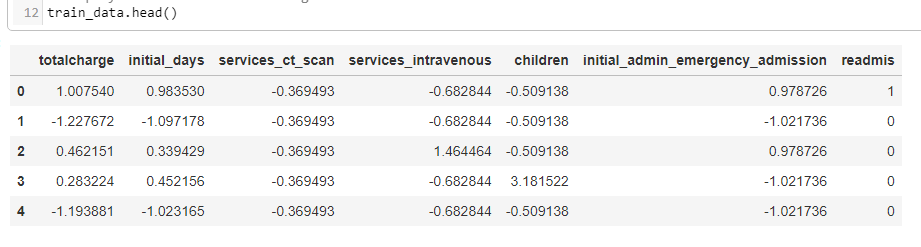 12 train_data.head()
totalcharge initial_days services_ct_scan services_intravenous children initial_admin_emergency_admission readmis
0 1.007540 0.983530 -0.369493 -0.682844 -0.509138 0.978726 1
1 -1.227672 -1.097178 -0.369493 -0.682844 -0.509138 -1.021736 0
2 0.462151 0.339429 -0.369493 1.464464 -0.509138 0.978726 0
3 0.283224 0.452156 -0.369493 -0.682844 3.181522 -1.021736 0
4 -1.193881 -1.023165 -0.369493 -0.682844 -0.509138 -1.021736 0